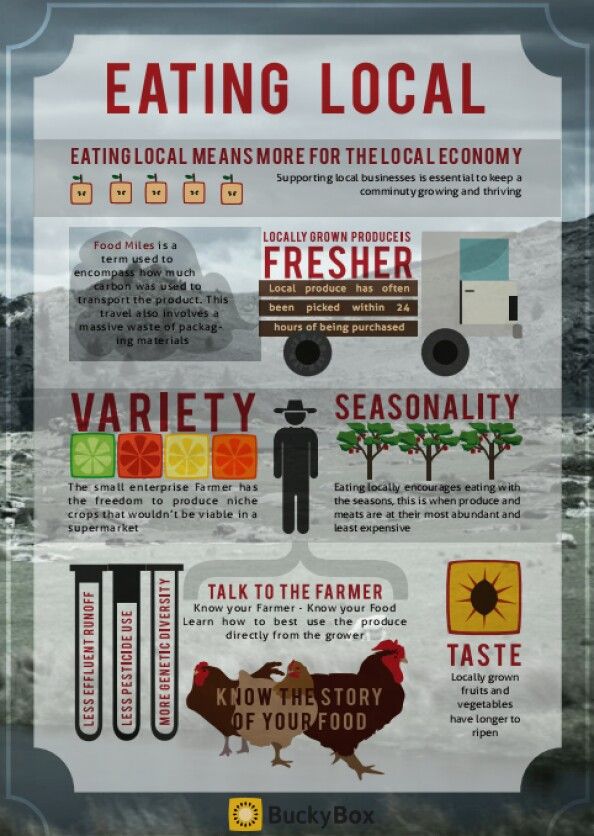 EATING LOCAL
EATING LOCAL MEANS MORE FOR THE LOCAL ECONOMY
Supporting local businesses is essential to keep a
comminuty growing and thriving
Food Miles is a
term used to
encompass how much
carbon was used to
transport the product. This
travel also involves a
massive waste of packag-
ing materials
LOCALLY GROWN PRODUCE IS
FRESHER
Local produce has often
been picked within 24
hours of being purchased
VARIETY
The small enterprise Farmer has
the freedom to produce niche
crops that wouldn't be viable in a
supermarket
SEASONALITY
Eating locally encourages eating with
the seasons, this is when produce and
meats are at their most abundant and
least expensive
LESS EFFLUENT RUNOFF
LESS PESTICIDE USE
MORE GENETIC DIVERSITY
TALK TO THE FARMER
Know your Farmer - Know your Food
Learn how to best use the produce
directly from the grower
KNOW THE STORY
OF YOUR FOOD
TASTE
Locally grown
fruits and
vegetables
have longer to
ripen
BuckyBox